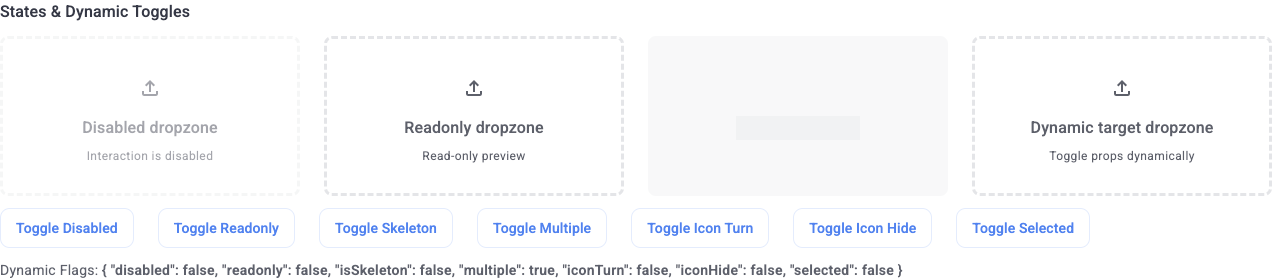 States & Dynamic Toggles
Disabled dropzone
Interaction is disabled
Readonly dropzone
Read-only preview
Dynamic target dropzone
Toggle props dynamically
Toggle Disabled
Toggle Readonly
Toggle Skeleton
Toggle Multiple
Toggle Icon Turn
Toggle Icon Hide
Toggle Selected
Dynamic Flags: { "disabled": false, "readonly": false, "isSkeleton": false, "multiple": true, "iconTurn": false, "iconHide": false, "selected": false }